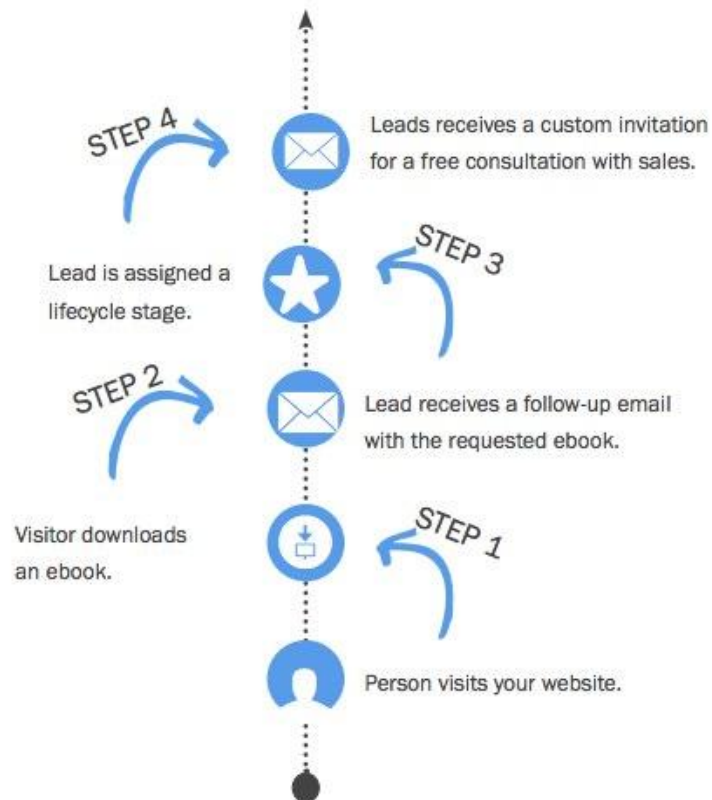 STEP 4
Leads receives a custom invitation
for a free consultation with sales.
STEP 3
Lead is assigned a
lifecycle stage.
STEP 2
Lead receives a follow-up email
with the requested ebook.
STEP 1
Visitor downloads
an ebook.
Person visits your website.